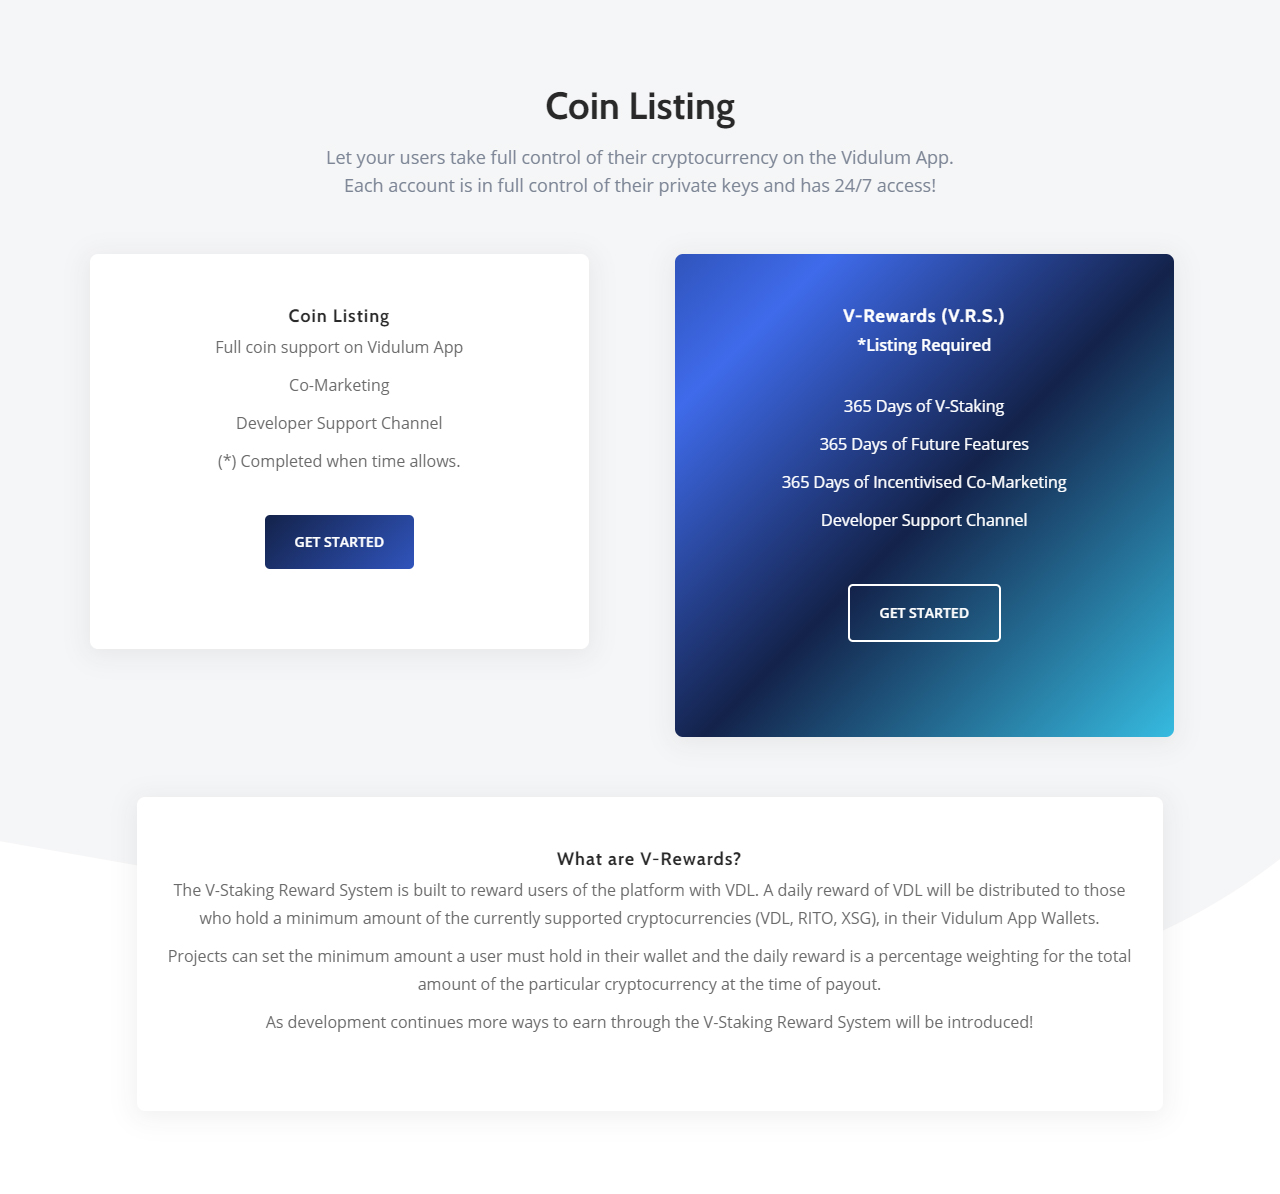 Coin Listing
Let your users take full control of their cryptocurrency on the Vidulum App.
Each account is in full control of their private keys and has 24/7 access!
Coin Listing
Full coin support on Vidulum App
Co-Marketing
Developer Support Channel
(*) Completed when time allows.
GET STARTED
V-Rewards (V.R.S.)
*Listing Required
365 Days of V-Staking
365 Days of Future Features
365 Days of Incentivised Co-Marketing
Developer Support Channel
GET STARTED
What are V-Rewards?
The V-Staking Reward System is built to reward users of the platform with VDL. A daily reward of VDL will be distributed to those
who hold a minimum amount of the currently supported cryptocurrencies (VDL, RITO, XSG), in their Vidulum App Wallets.
Projects can set the minimum amount a user must hold in their wallet and the daily reward is a percentage weighting for the total
amount of the particular cryptocurrency at the time of payout.
As development continues more ways to earn through the V-Staking Reward System will be introduced!